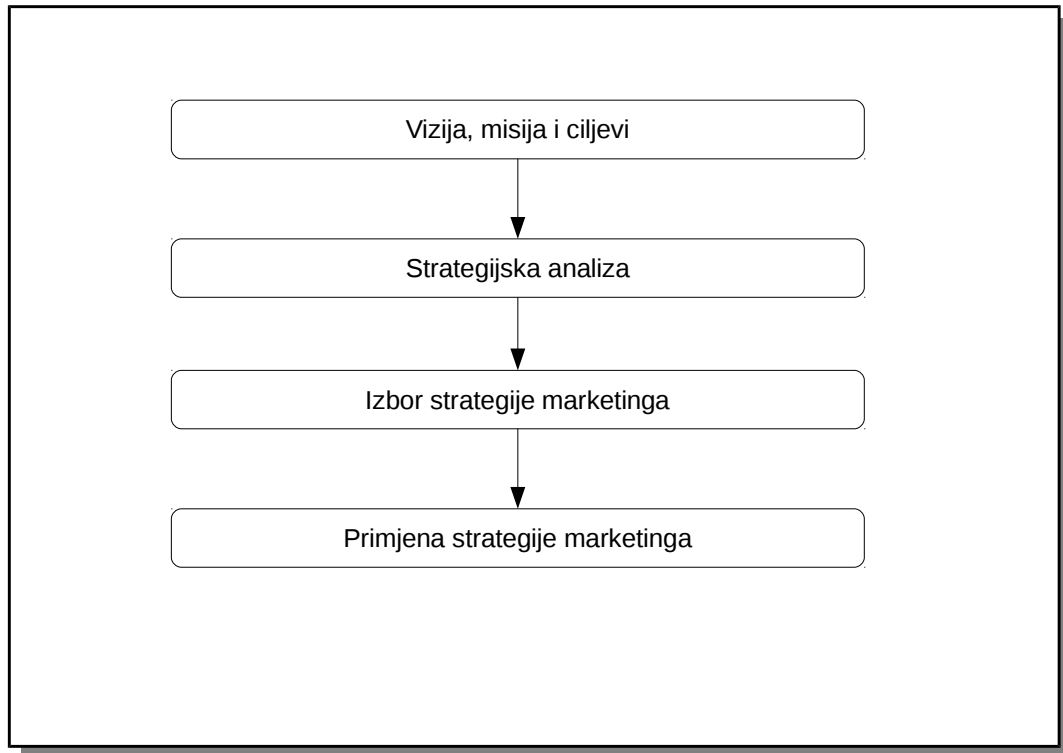 Vizija, misija i ciljevi
Strategijska analiza
Izbor strategije marketinga
Primjena strategije marketinga